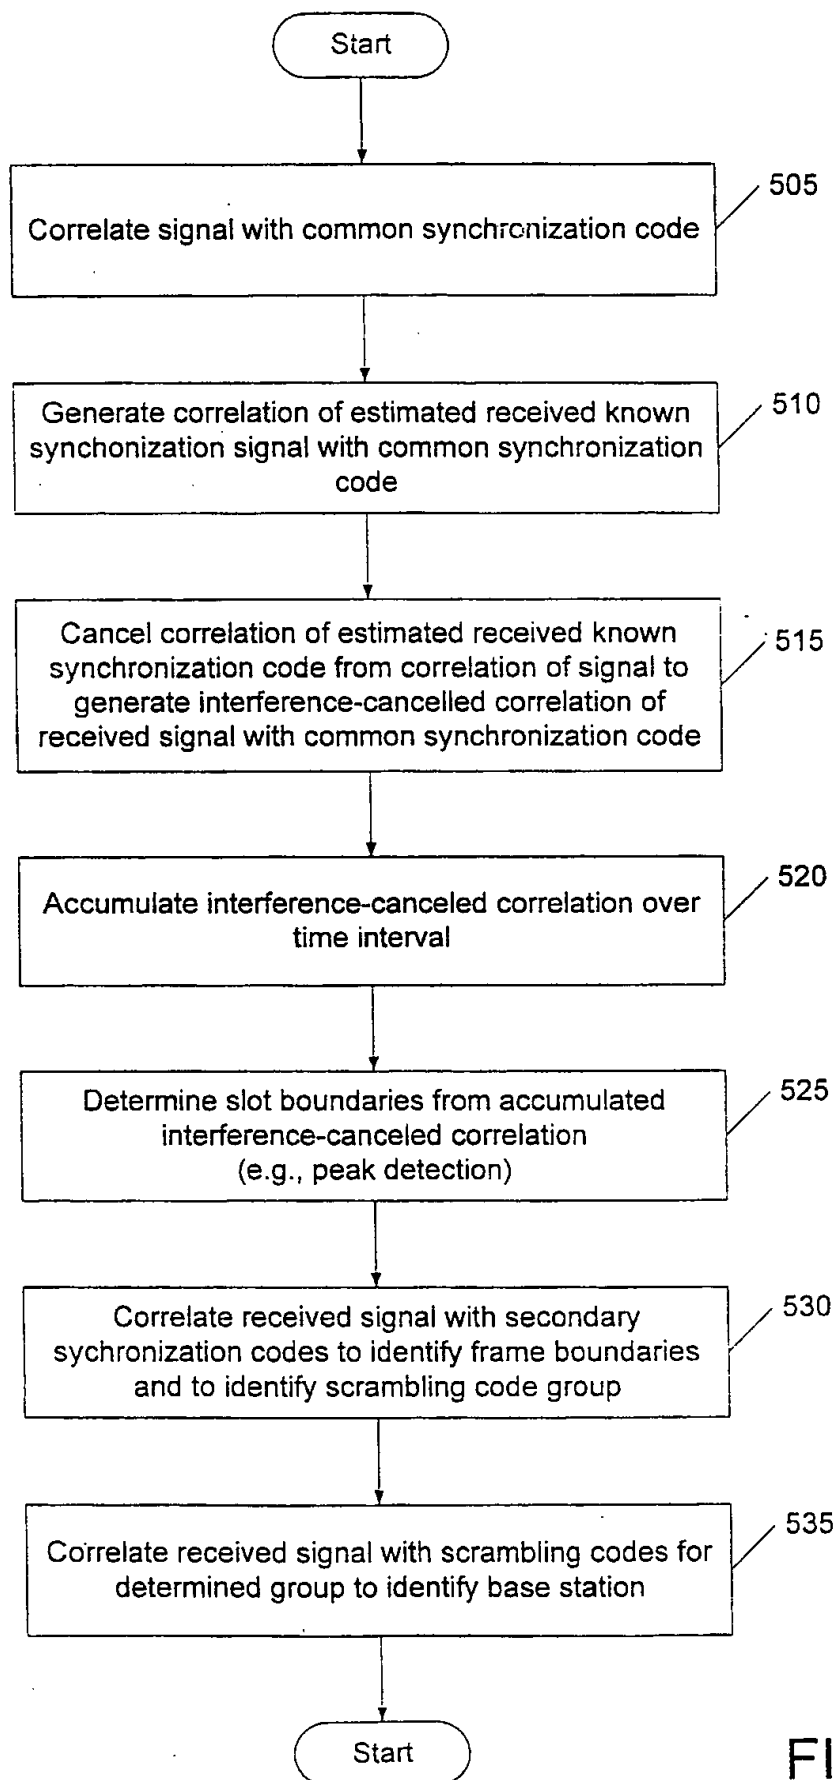 Start
505
Correlate signal with common synchronization code
510
Generate correlation of estimated received known
synchonization signal with common synchronization
code
515
Cancel correlation of estimated received known
synchronization code from correlation of signal to
generate interference-cancelled correlation of
received signal with common synchronization code
520
Accumulate interference-canceled correlation over
time interval
525
Determine slot boundaries from accumulated
interference-canceled correlation
(e.g., peak detection)
530
Correlate received signal with secondary
sychronization codes to identify frame boundaries
and to identify scrambling code group
535
Correlate received signal with scrambling codes for
determined group to identify base station
Start
FI